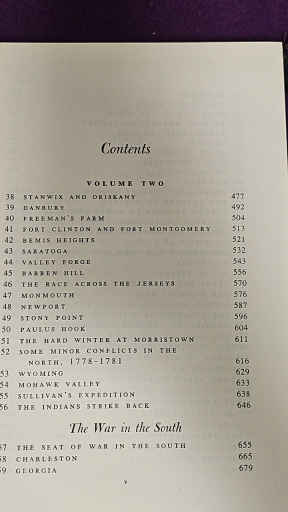 Contents
VOLUME TWO
38 STANWIX AND ORISKANY 477
39 DANBURY 492
40 FREEMAN'S FARM 504
41 FORT CLINTON AND FORT MONTGOMERY 513
42 BEMIS HEIGHTS 521
43 SARATOGA 532
44 VALLEY FORGE 543
45 BARREN HILL 556
46 THE RACE ACROSS THE JERSEYS 570
47 MONMOUTH 576
48 NEWPORT 587
49 STONY POINT 596
50 PAULUS HOOK 604
51 THE HARD WINTER AT MORRISTOWN 611
52 SOME MINOR CONFLICTS IN THE
NORTH, 1778-1781 616
53 WYOMING 629
54 MOHAWK VALLEY 633
55 SULLIVAN'S EXPEDITION 638
56 THE INDIANS STRIKE BACK 646
The War in the South
57 THE SEAT OF WAR IN THE SOUTH 655
58 CHARLESTON 665
59 GEORGIA 679
v